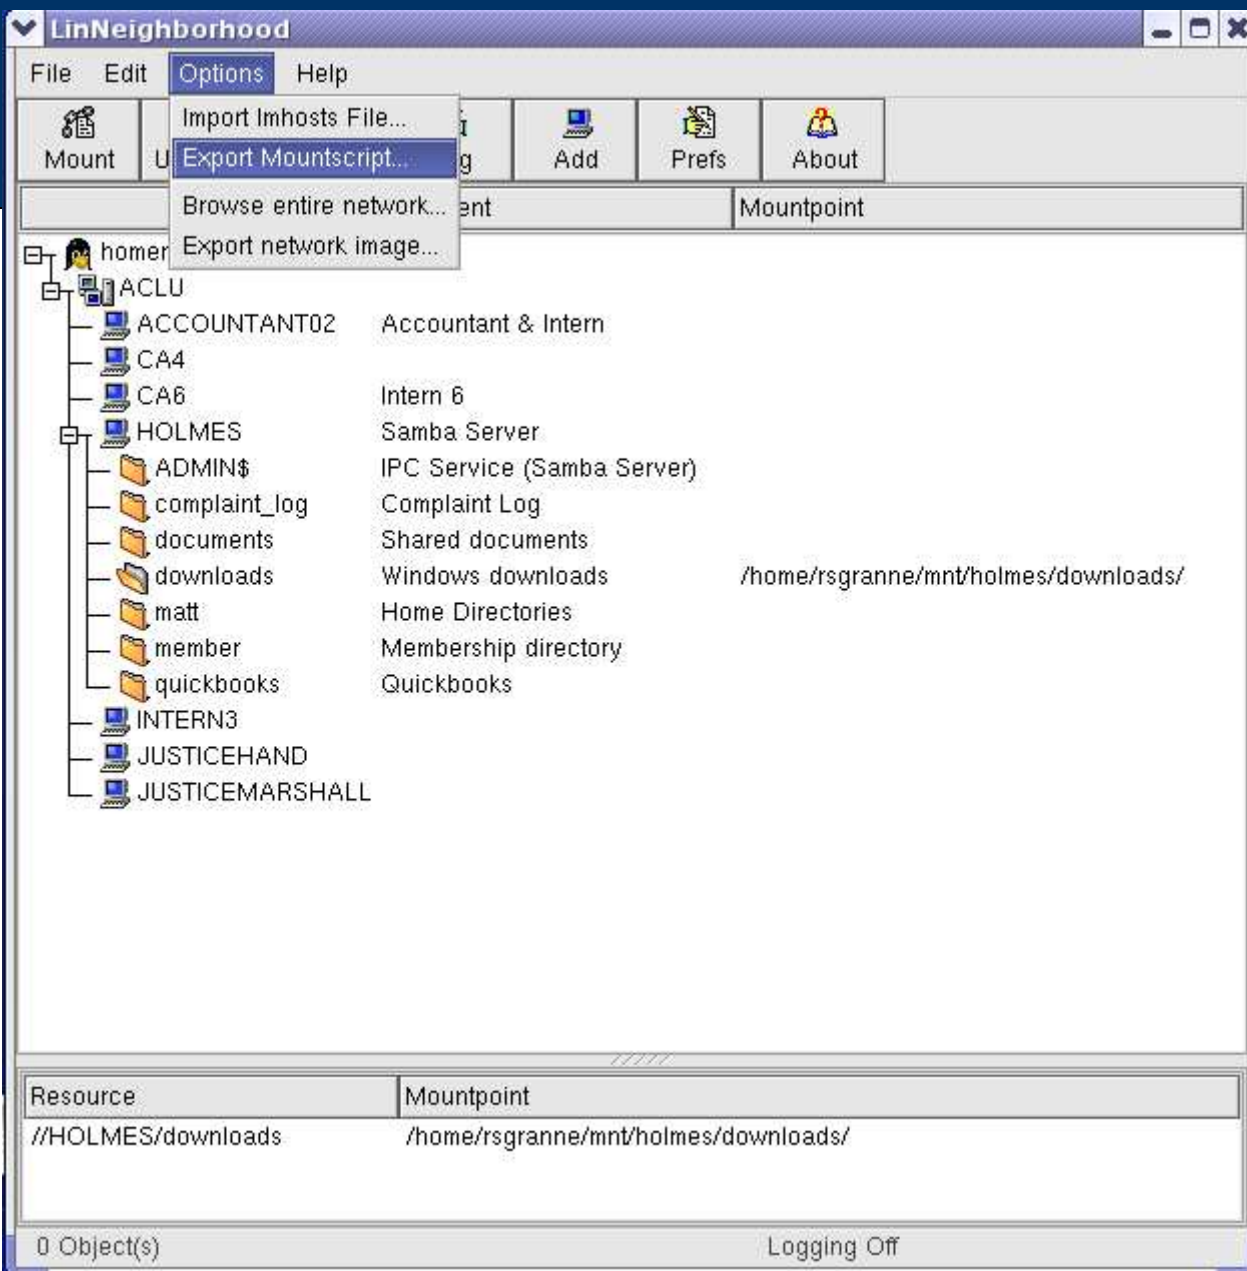 LinNeighborhood
File Edit Options Help
Import lmhosts File...
Export Mountscript...
Browse entire network...
Export network image...
Mount Add Prefs About
Mountpoint
ACLU
ACCOUNTANT02 Accountant & Intern
CA4
CA6 Intern 6
HOLMES Samba Server
ADMIN$ IPC Service (Samba Server)
complaint_log Complaint Log
documents Shared documents
downloads Windows downloads /home/rsgranne/mnt/holmes/downloads/
matt Home Directories
member Membership directory
quickbooks Quickbooks
INTERN3
JUSTICEHAND
JUSTICEMARSHALL
Resource Mountpoint
//HOLMES/downloads /home/rsgranne/mnt/holmes/downloads/
0 Object(s) Logging Off